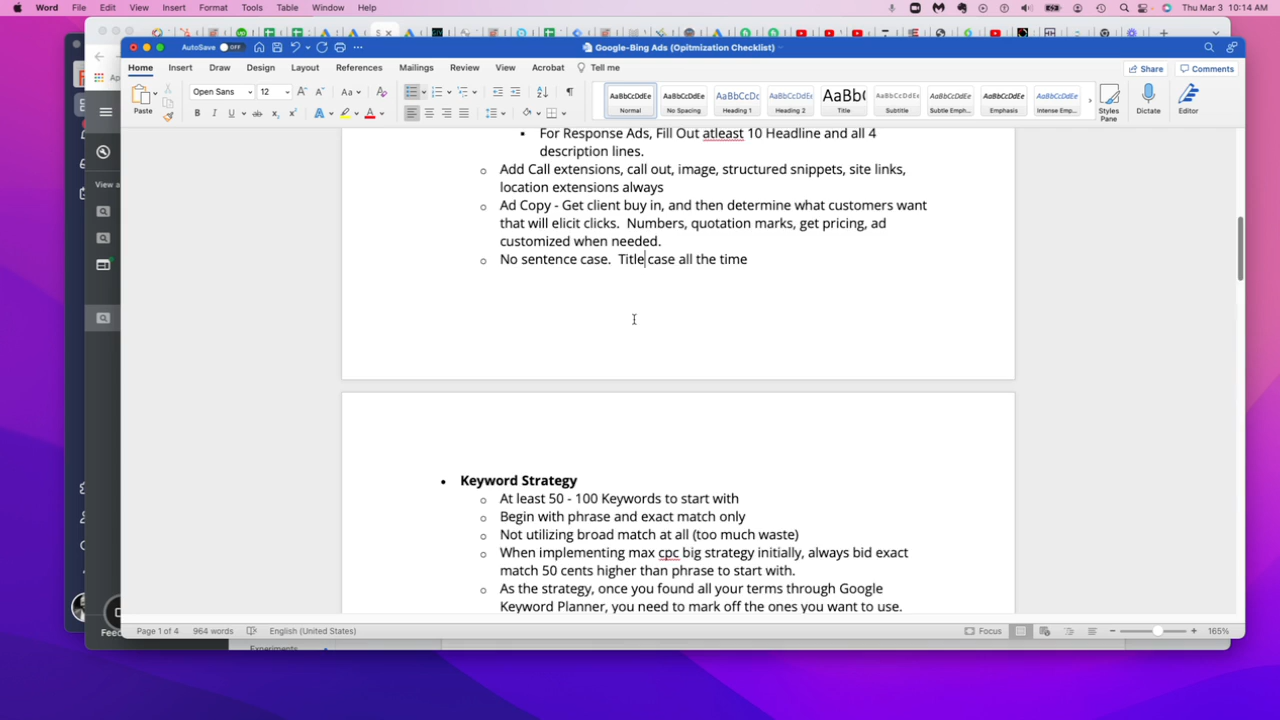 Word File Edit View Insert Format Tools Table Window Help Thu Mar 3 10:14 AM
AutoSave OFF Google-Bing Ads (Opitmization Checklist)
Home Insert Draw Design Layout References Mailings Review View Acrobat Tell me Share Comments
Paste Open Sans 12 Aa AaBbCcDdEe Normal AaBbCcDdEe No Spacing AaBbCcDc Heading 1 AaBbCcDdEe Heading 2 AaBb( Title AaBbCcDdEe Subtitle AaBbCcDdEe Subtle Emph... AaBbCcDdEe Emphasis AaBbCcDdEe Intense Emp... Styles Pane Dictate Editor
View a
For Response Ads, Fill Out atleast 10 Headline and all 4
description lines.
Add Call extensions, call out, image, structured snippets, site links,
location extensions always
Ad Copy - Get client buy in, and then determine what customers want
that will elicit clicks.  Numbers, quotation marks, get pricing, ad
customized when needed.
No sentence case.  Title case all the time
Keyword Strategy
At least 50 - 100 Keywords to start with
Begin with phrase and exact match only
Not utilizing broad match at all (too much waste)
When implementing max cpc big strategy initially, always bid exact
match 50 cents higher than phrase to start with.
As the strategy, once you found all your terms through Google
Keyword Planner, you need to mark off the ones you want to use.
Page 1 of 4 964 words English (United States) Focus 165%
Experiments